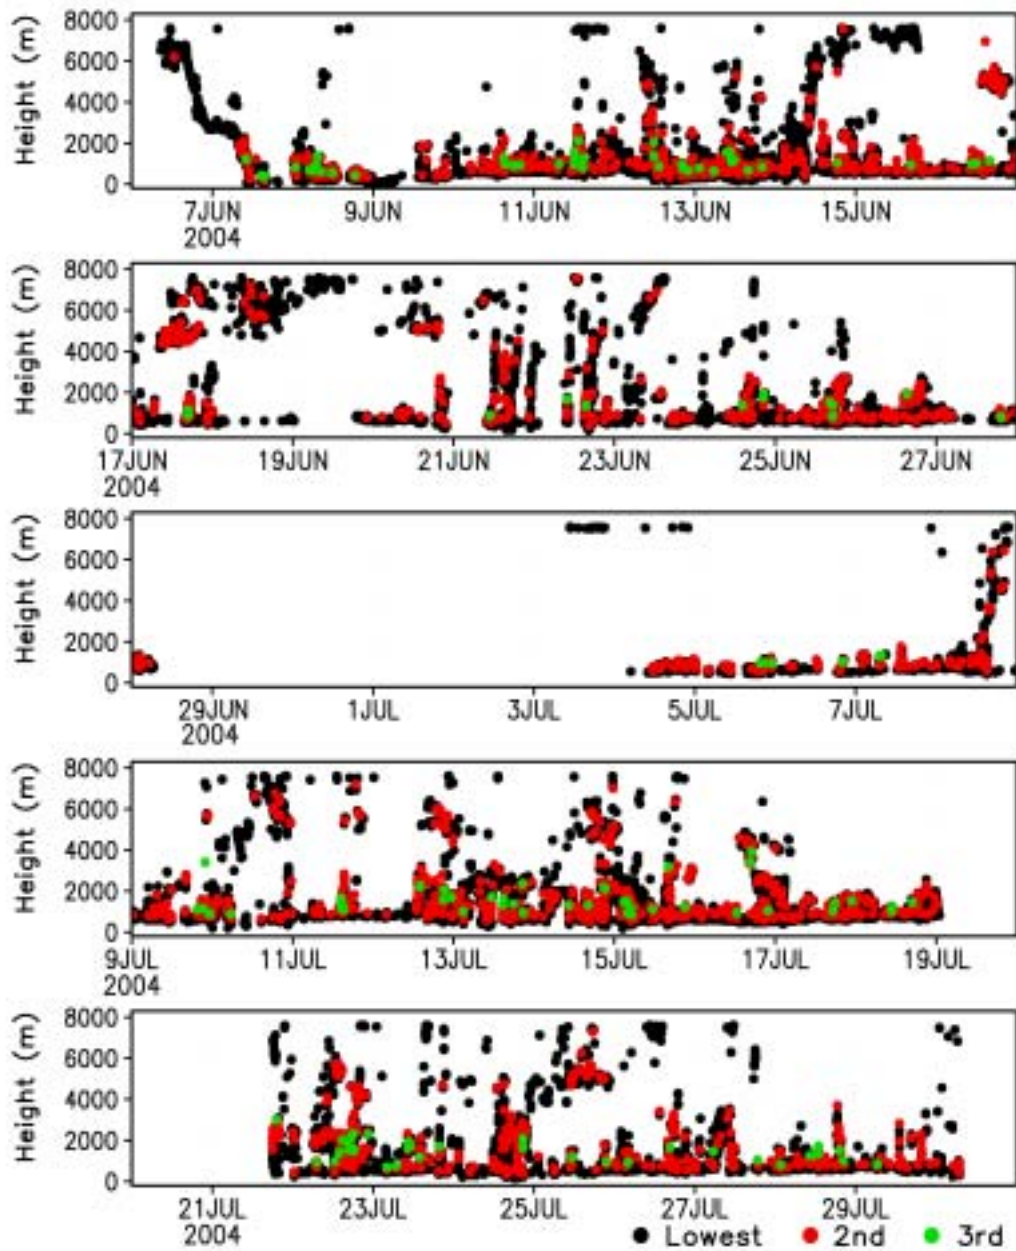 8000
6000
4000
2000
0
Height (m)
7JUN 9JUN 11JUN 13JUN 15JUN
2004
8000
6000
4000
2000
0
Height (m)
17JUN 19JUN 21JUN 23JUN 25JUN 27JUN
2004
8000
6000
4000
2000
0
Height (m)
29JUN 1JUL 3JUL 5JUL 7JUL
2004
8000
6000
4000
2000
0
Height (m)
9JUL 11JUL 13JUL 15JUL 17JUL 19JUL
2004
8000
6000
4000
2000
0
Height (m)
21JUL 23JUL 25JUL 27JUL 29JUL
2004
Lowest 2nd 3rd